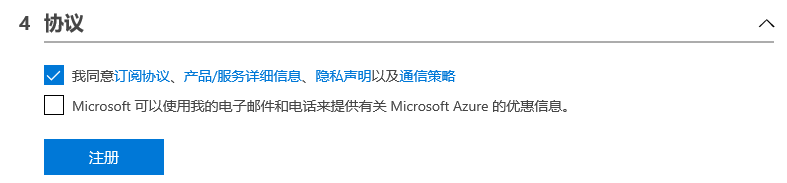 4 协议
我同意订阅协议、产品/服务详细信息、隐私声明以及通信策略
Microsoft 可以使用我的电子邮件和电话来提供有关 Microsoft Azure 的优惠信息。
注册